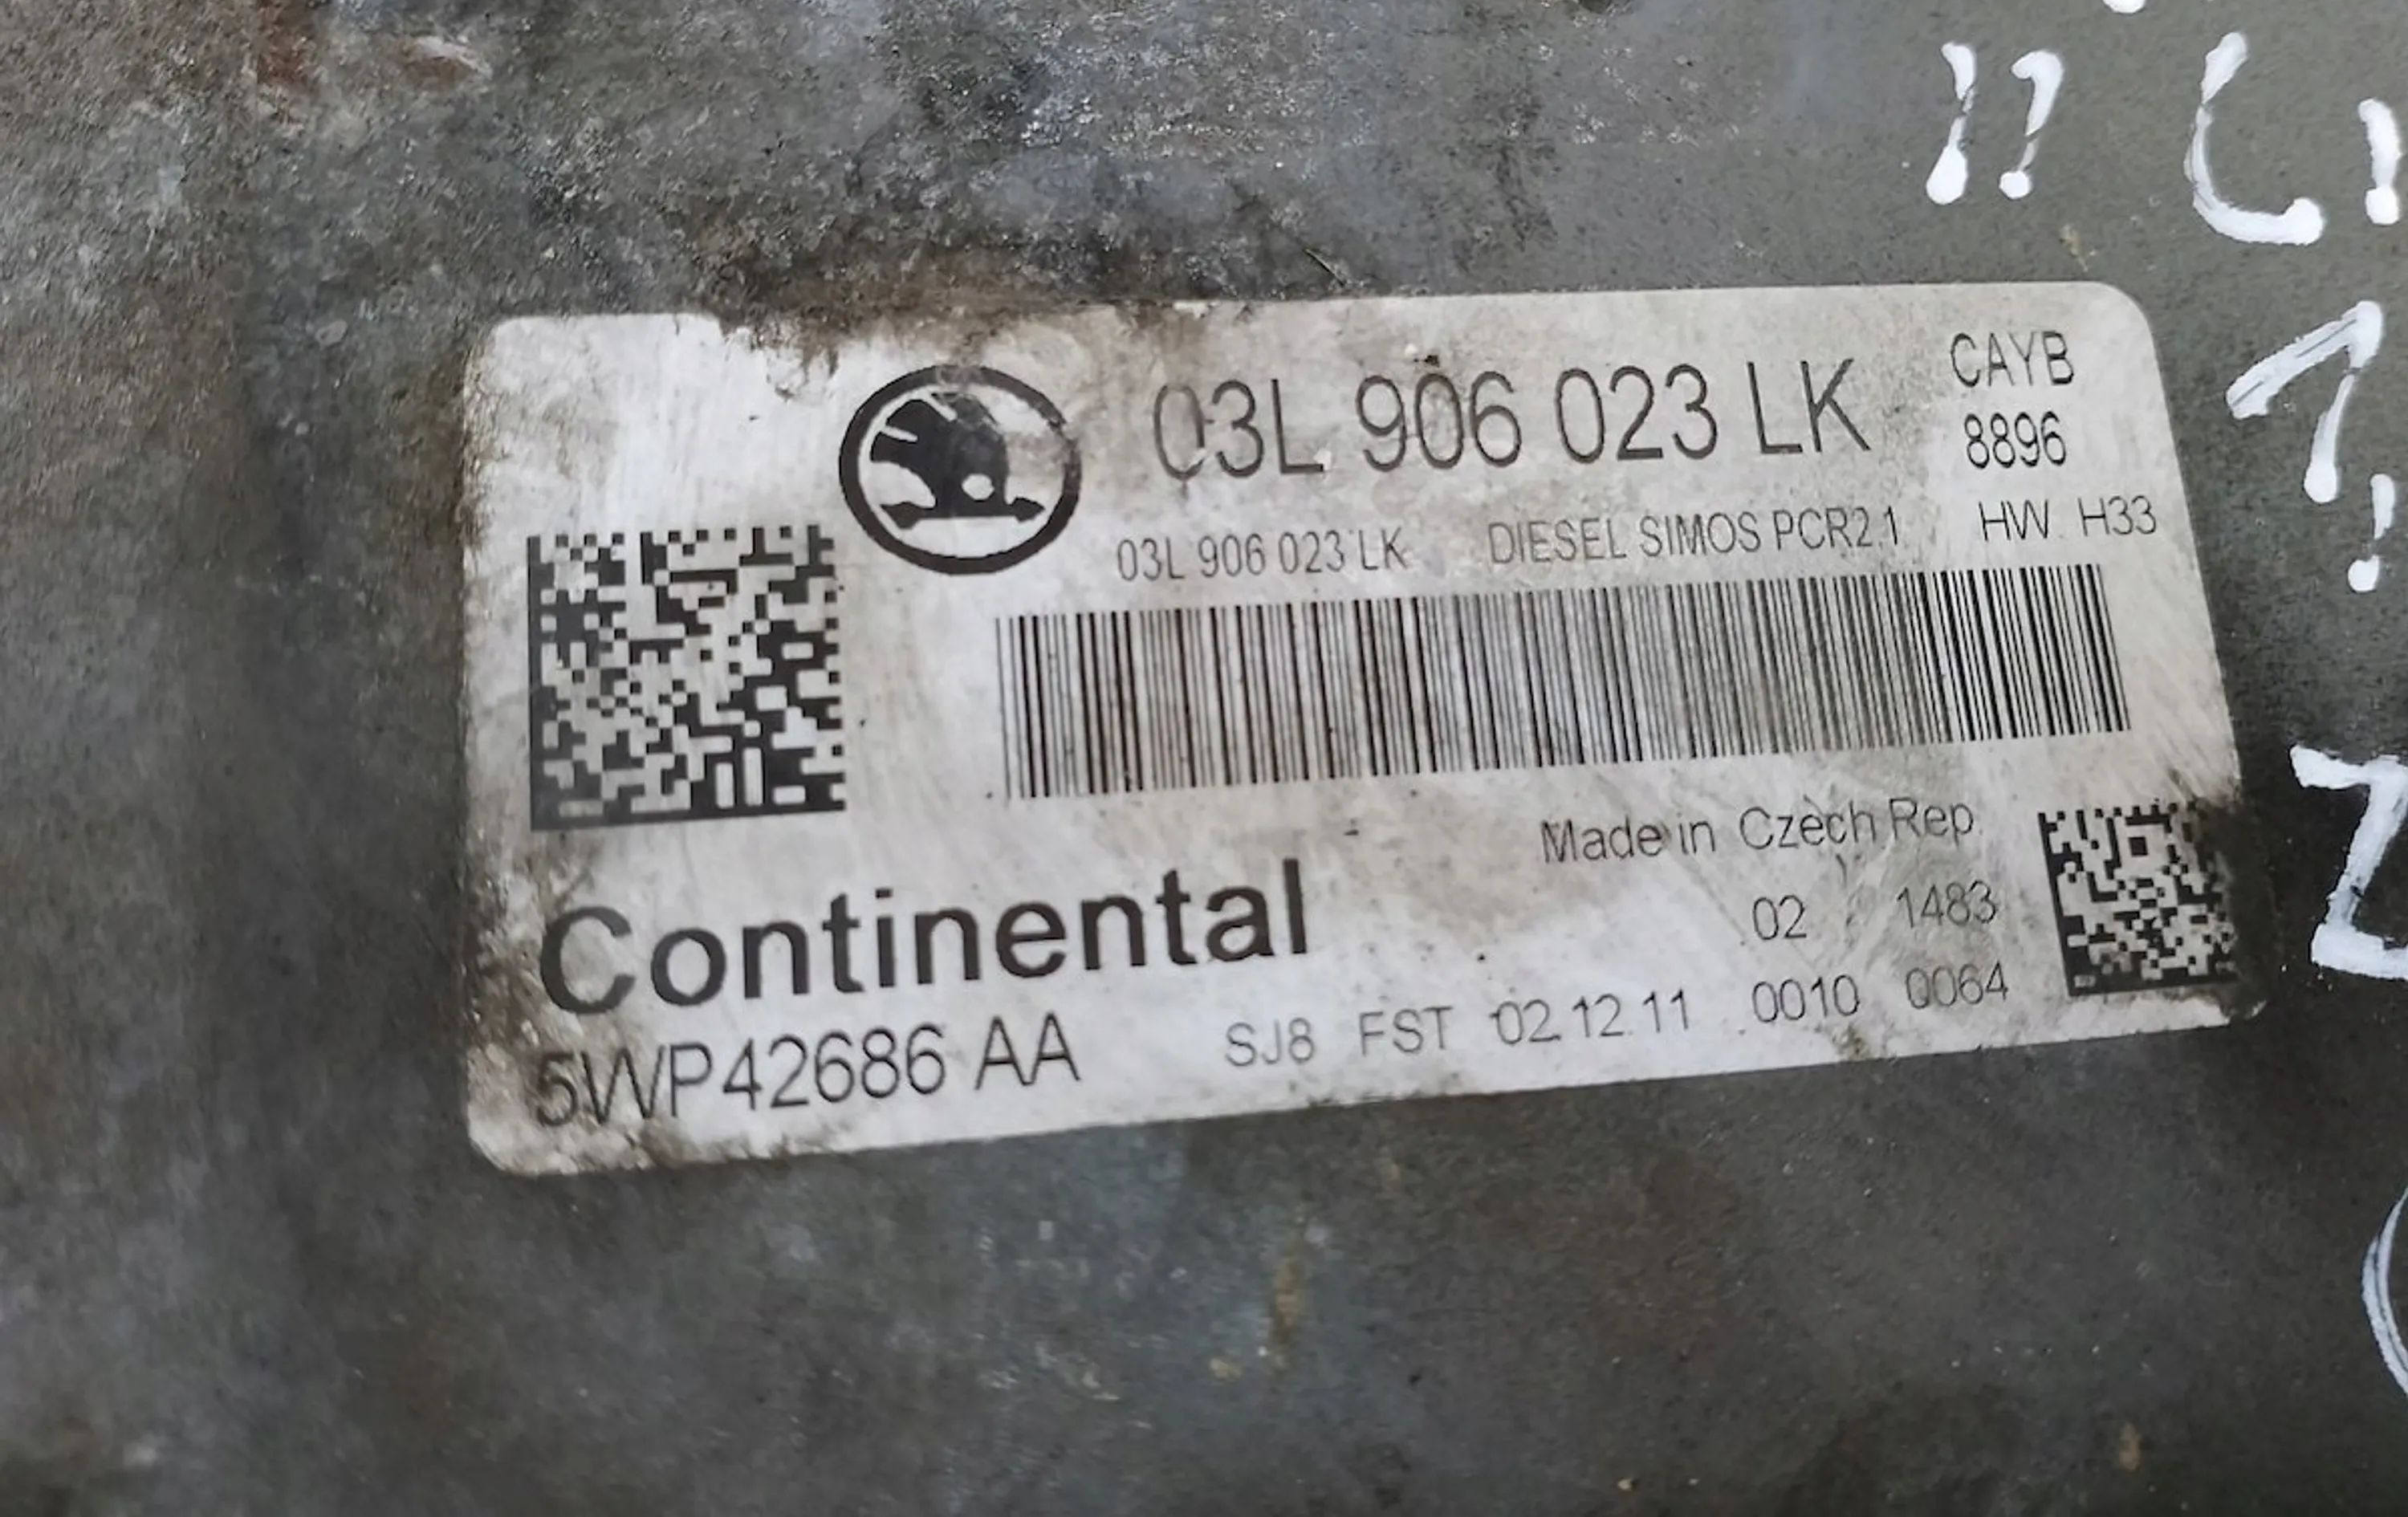 03L 906 023 LK CAYB
8896
03L 906 023 LK DIESEL SIMOS PCR2.1 HW H33
Made in Czech Rep
02 1483
Continental
5WP42686 AA SJ8 FST 02.12.11 0010 0064